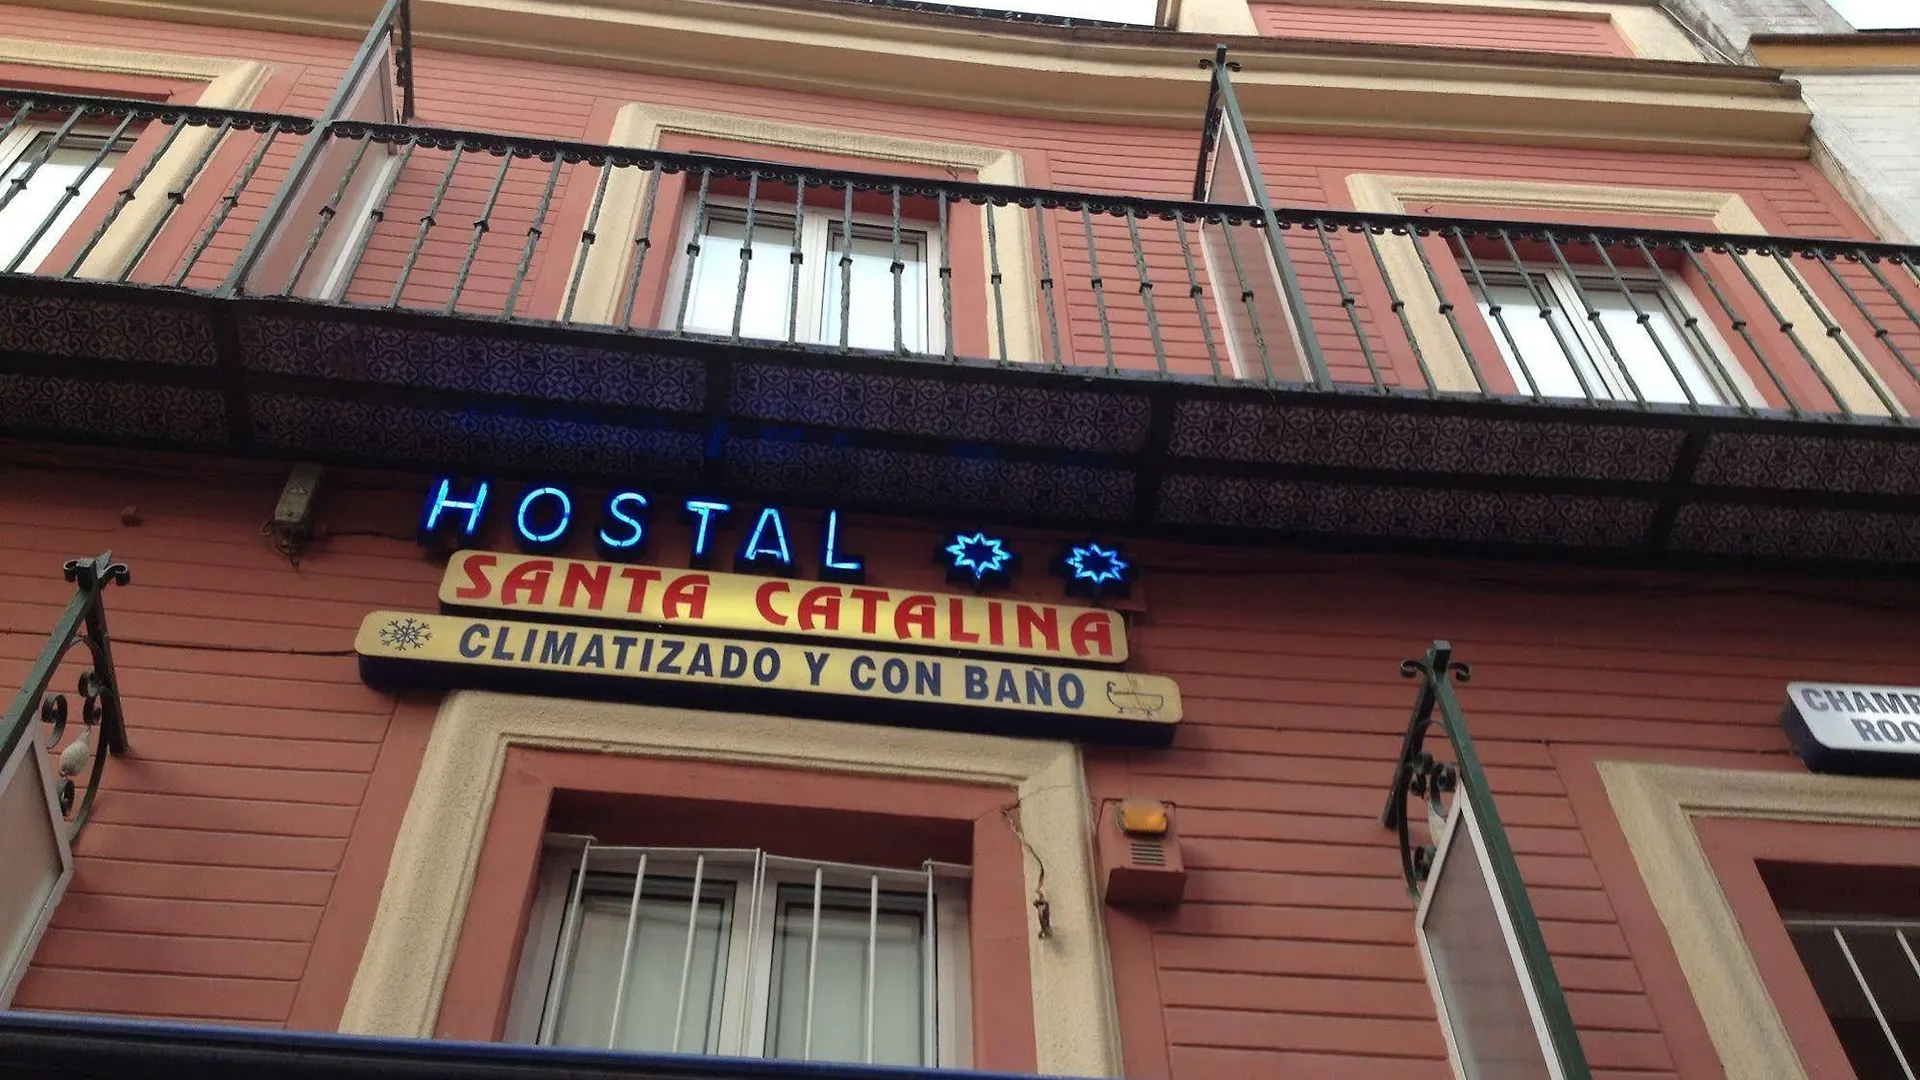 HOSTAL
SANTA CATALINA
CLIMATIZADO Y CON BAÑO